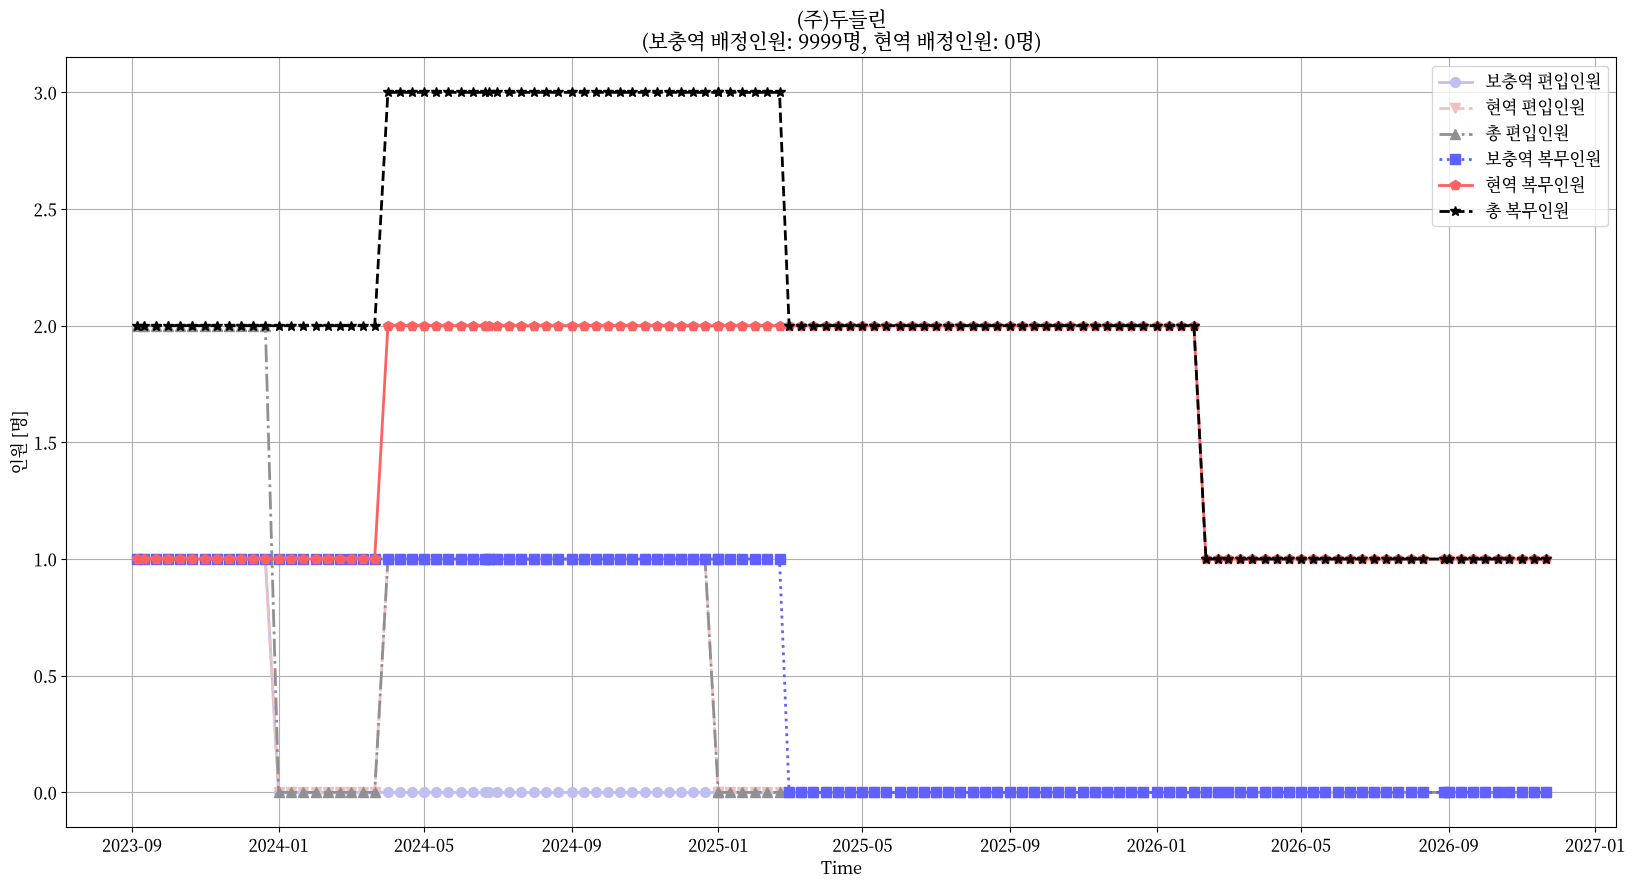 (주)두들린
(보충역 배정인원: 9999명, 현역 배정인원: 0명)
보충역 편입인원
현역 편입인원
총 편입인원
보충역 복무인원
현역 복무인원
총 복무인원
인원 [명]
3.0
2.5
2.0
1.5
1.0
0.5
0.0
2023-09 2024-01 2024-05 2024-09 2025-01 2025-05 2025-09 2026-01 2026-05 2026-09 2027-01
Time